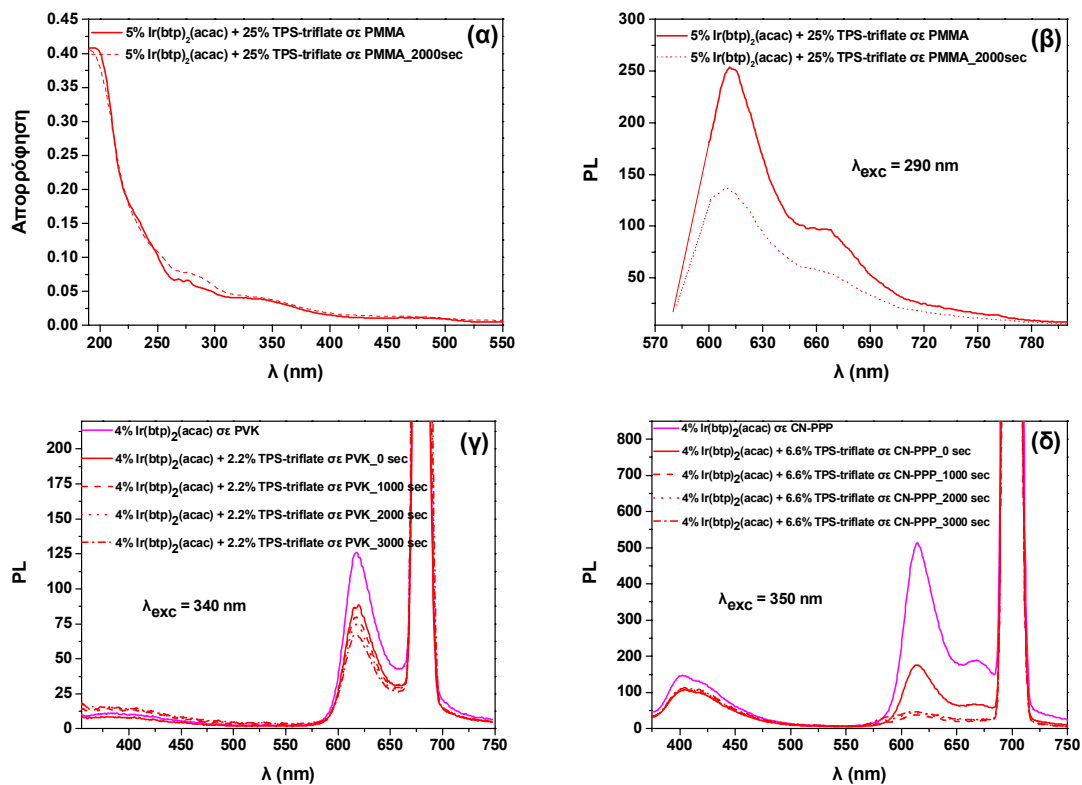 (α)
5% Ir(btp)₂(acac) + 25% TPS-triflate σε PMMA
5% Ir(btp)₂(acac) + 25% TPS-triflate σε PMMA_2000sec
0.40
0.35
0.30
0.25
0.20
0.15
0.10
0.05
0.00
Απορρόφηση
200 250 300 350 400 450 500 550
λ (nm)
(β)
5% Ir(btp)₂(acac) + 25% TPS-triflate σε PMMA
5% Ir(btp)₂(acac) + 25% TPS-triflate σε PMMA_2000sec
λexc = 290 nm
300
250
200
150
100
50
PL
570 600 630 660 690 720 750 780
λ (nm)
(γ)
4% Ir(btp)₂(acac) σε PVK
4% Ir(btp)₂(acac) + 2.2% TPS-triflate σε PVK_0 sec
4% Ir(btp)₂(acac) + 2.2% TPS-triflate σε PVK_1000 sec
4% Ir(btp)₂(acac) + 2.2% TPS-triflate σε PVK_2000 sec
4% Ir(btp)₂(acac) + 2.2% TPS-triflate σε PVK_3000 sec
λexc = 340 nm
200
175
150
125
100
75
50
25
0
PL
400 450 500 550 600 650 700 750
λ (nm)
(δ)
4% Ir(btp)₂(acac) σε CN-PPP
4% Ir(btp)₂(acac) + 6.6% TPS-triflate σε CN-PPP_0 sec
4% Ir(btp)₂(acac) + 6.6% TPS-triflate σε CN-PPP_1000 sec
4% Ir(btp)₂(acac) + 6.6% TPS-triflate σε CN-PPP_2000 sec
4% Ir(btp)₂(acac) + 6.6% TPS-triflate σε CN-PPP_3000 sec
λexc = 350 nm
800
700
600
500
400
300
200
100
0
PL
400 450 500 550 600 650 700 750
λ (nm)